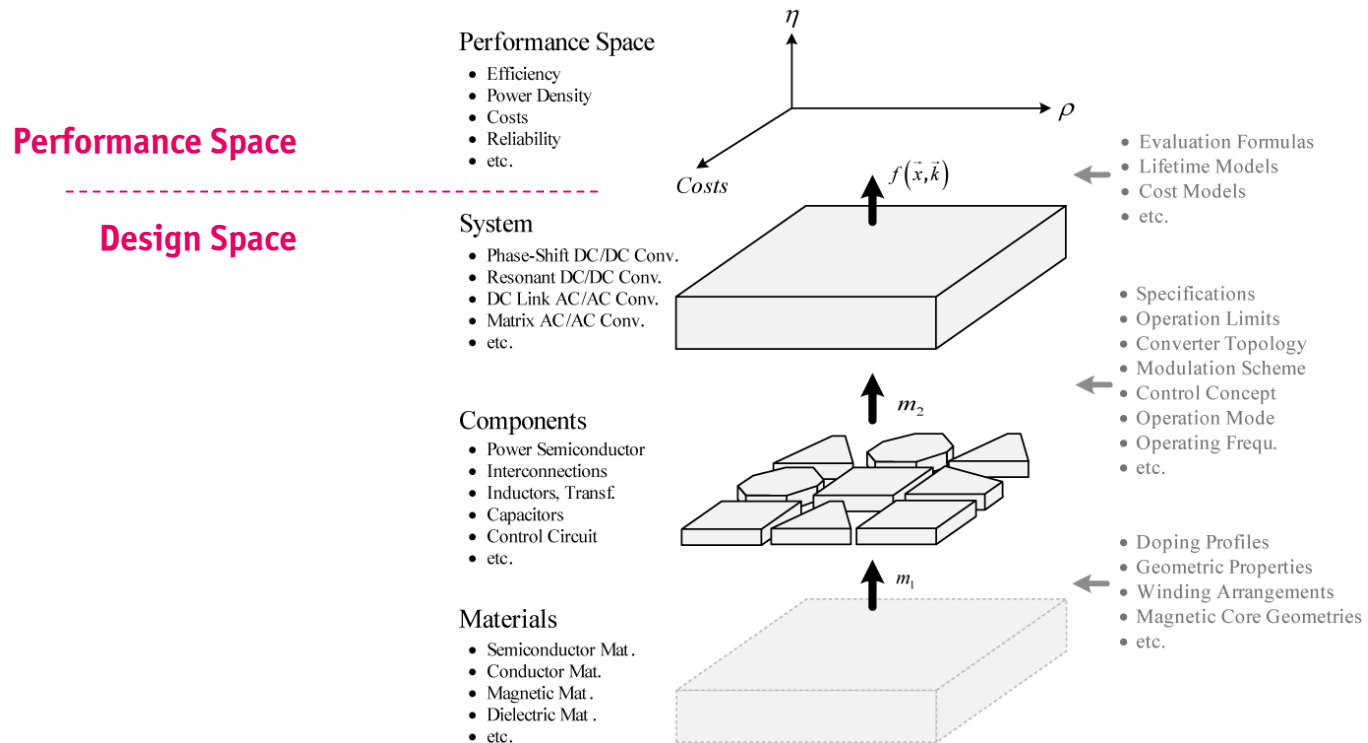 Performance Space
Design Space
Performance Space
• Efficiency
• Power Density
• Costs
• Reliability
• etc.
η
ρ
Costs
f(x⃗,k⃗)
• Evaluation Formulas
• Lifetime Models
• Cost Models
• etc.
System
• Phase-Shift DC/DC Conv.
• Resonant DC/DC Conv.
• DC Link AC/AC Conv.
• Matrix AC/AC Conv.
• etc.
m₂
• Specifications
• Operation Limits
• Converter Topology
• Modulation Scheme
• Control Concept
• Operation Mode
• Operating Frequ.
• etc.
Components
• Power Semiconductor
• Interconnections
• Inductors, Transf.
• Capacitors
• Control Circuit
• etc.
m₁
• Doping Profiles
• Geometric Properties
• Winding Arrangements
• Magnetic Core Geometries
• etc.
Materials
• Semiconductor Mat.
• Conductor Mat.
• Magnetic Mat.
• Dielectric Mat.
• etc.